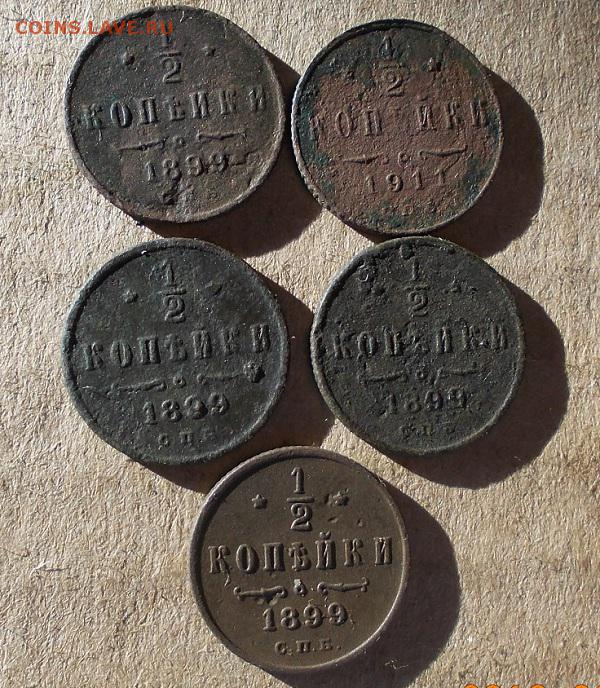 COINS.LAVE.RU
1/2
КОПѢЙКИ
1899
1/2
КОПѢЙКИ
1911
1/2
КОПѢЙКИ
1899
С.П.Б.
1/2
КОПѢЙКИ
1899
С.П.Б.
1/2
КОПѢЙКИ
1899
С.П.Б.